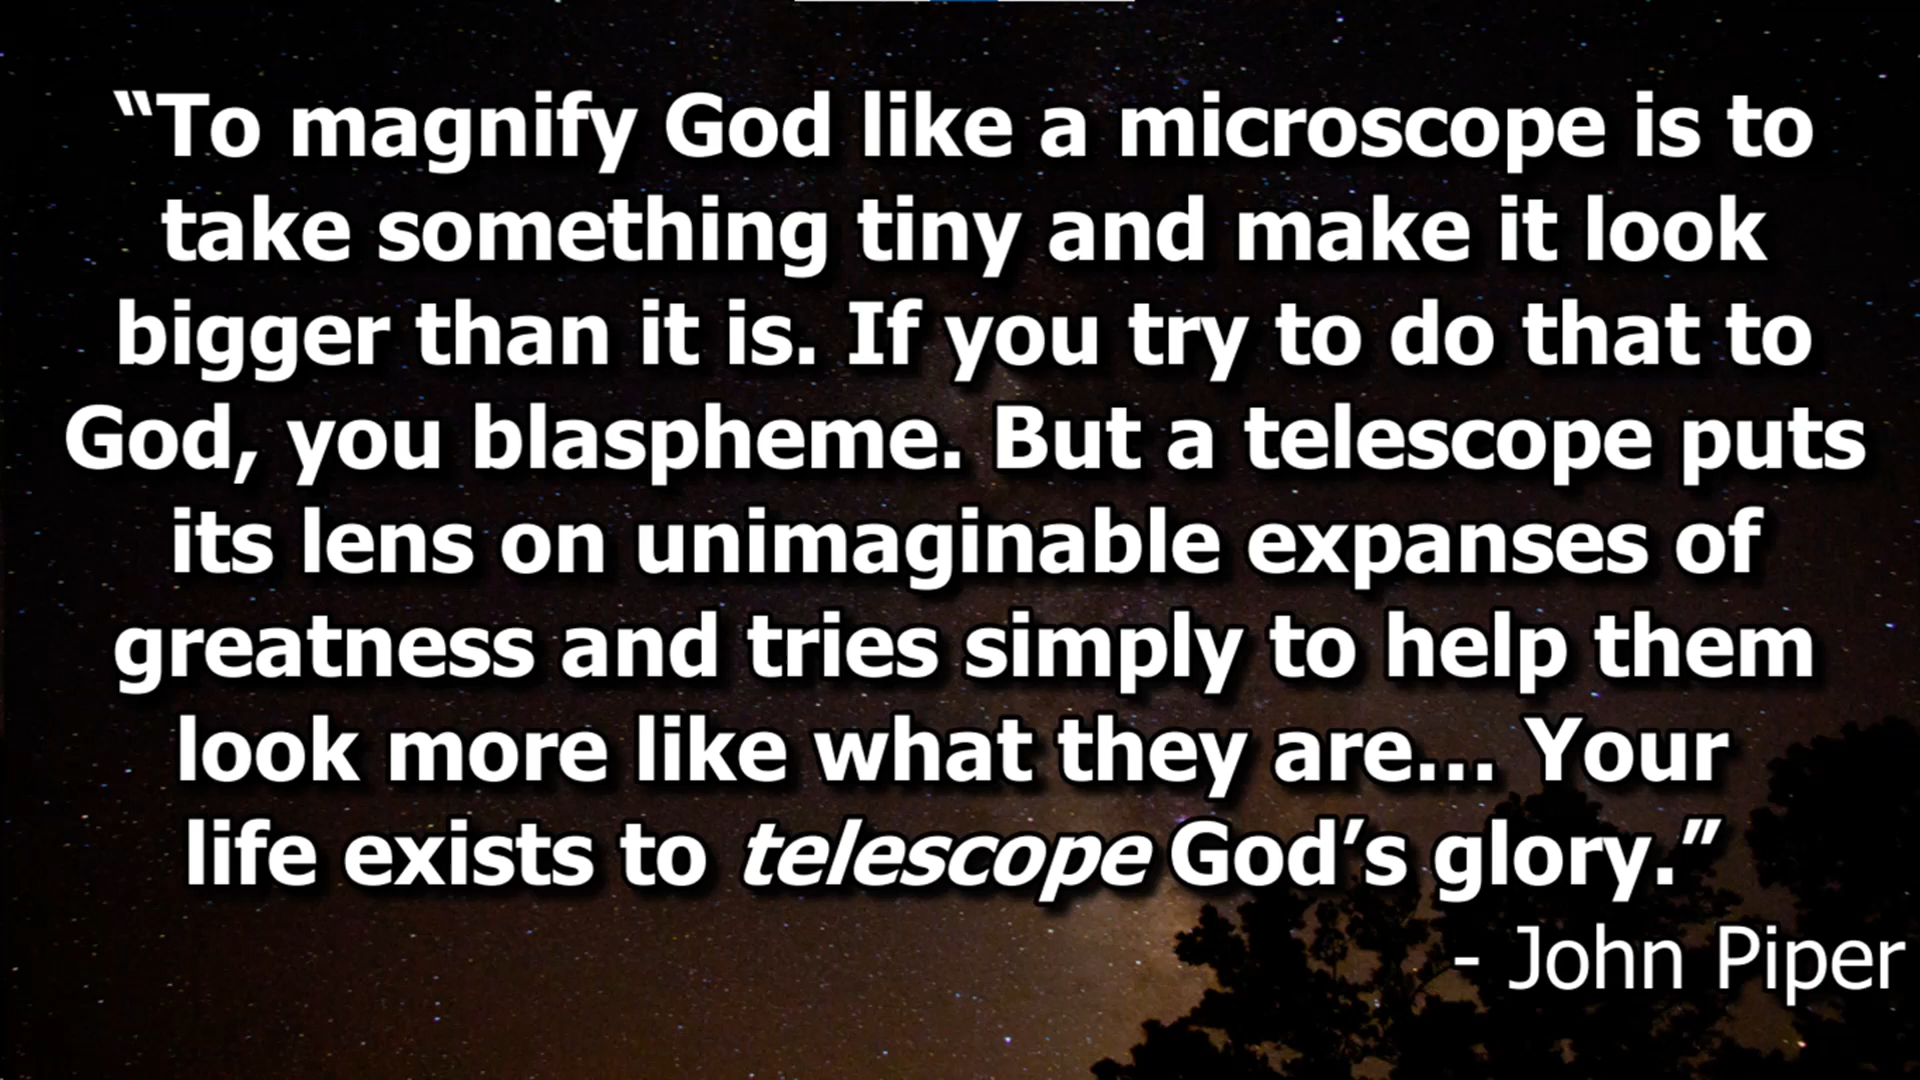 “To magnify God like a microscope is to
take something tiny and make it look
bigger than it is. If you try to do that to
God, you blaspheme. But a telescope puts
its lens on unimaginable expanses of
greatness and tries simply to help them
look more like what they are… Your
life exists to telescope God’s glory.”
- John Piper